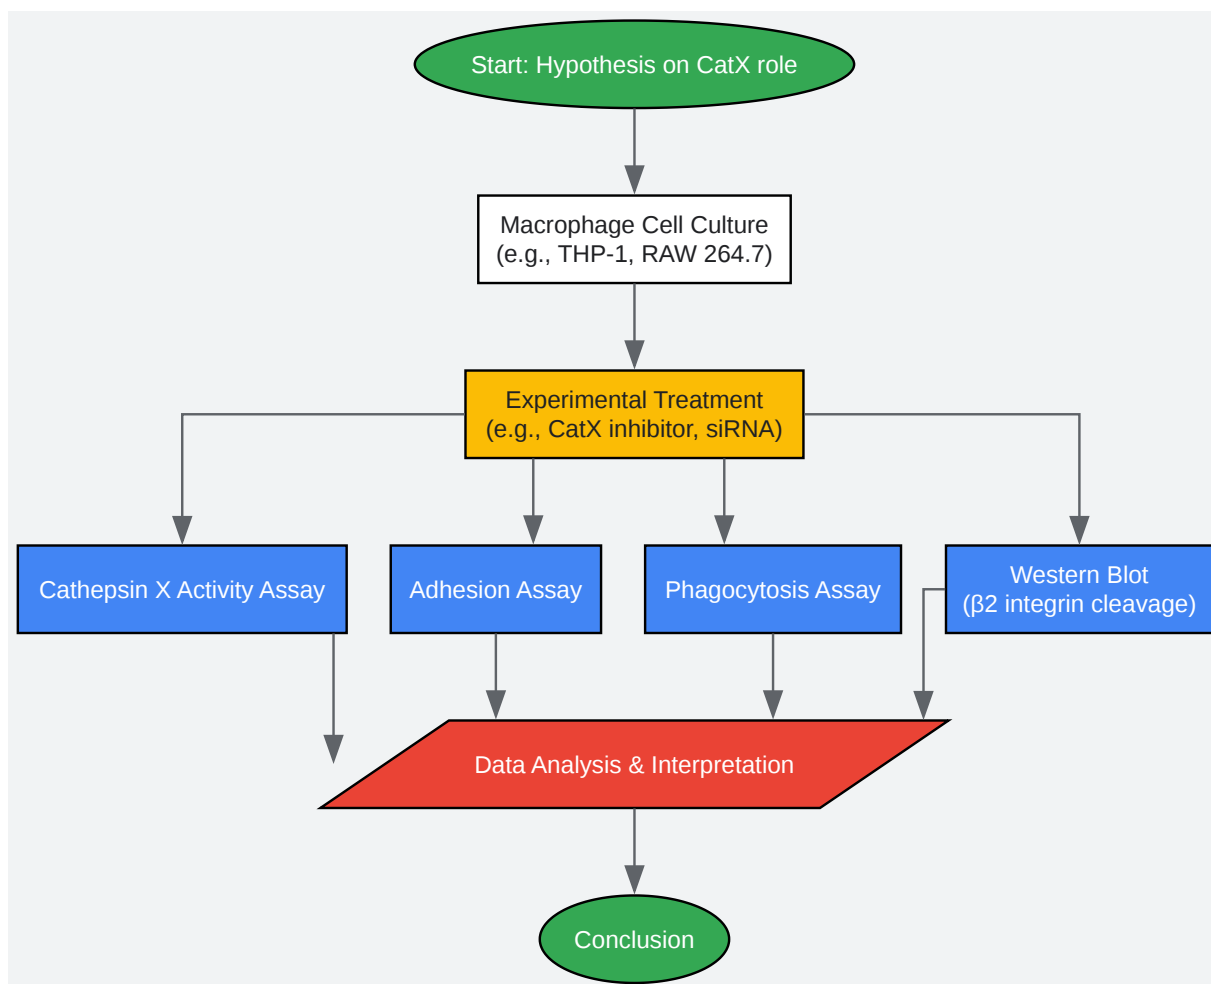 Start: Hypothesis on CatX role
Macrophage Cell Culture
(e.g., THP-1, RAW 264.7)
Experimental Treatment
(e.g., CatX inhibitor, siRNA)
Cathepsin X Activity Assay
Adhesion Assay
Phagocytosis Assay
Western Blot
(β2 integrin cleavage)
Data Analysis & Interpretation
Conclusion